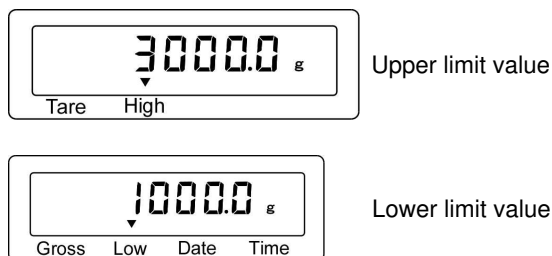 3000.0 g
Upper limit value
Tare High
1000.0 g
Lower limit value
Gross Low Date Time